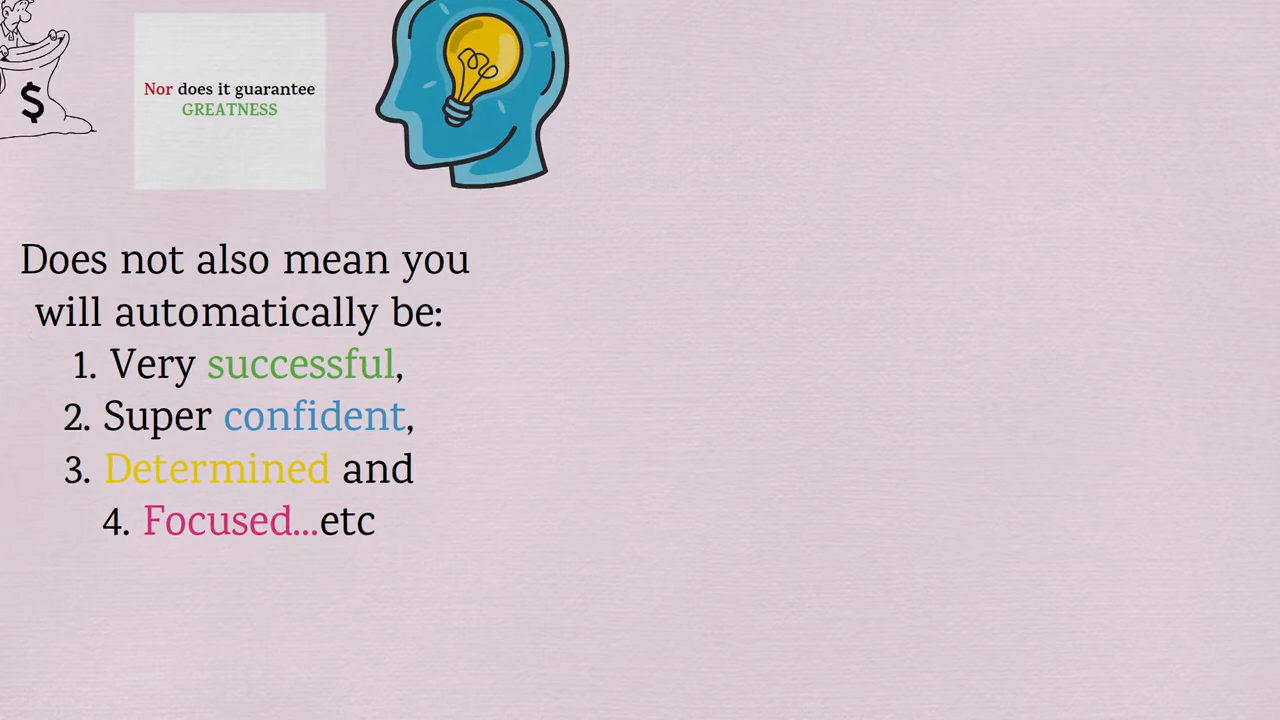 $
Nor does it guarantee
GREATNESS
Does not also mean you
will automatically be:
1. Very successful,
2. Super confident,
3. Determined and
4. Focused...etc